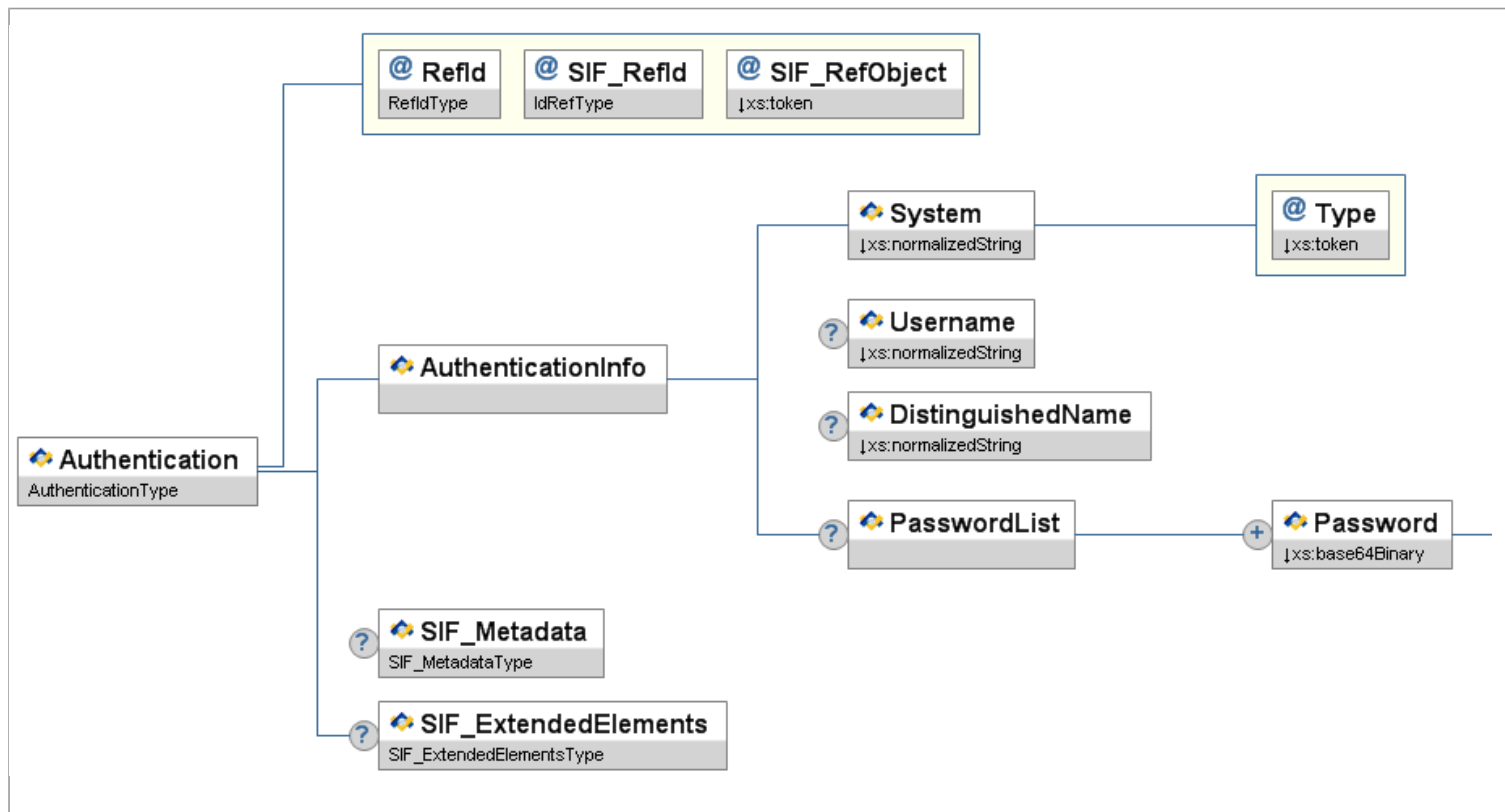 @ RefId
RefIdType
@ SIF_RefId
IdRefType
@ SIF_RefObject
↓xs:token
System
↓xs:normalizedString
@ Type
↓xs:token
? Username
↓xs:normalizedString
AuthenticationInfo
? DistinguishedName
↓xs:normalizedString
Authentication
AuthenticationType
? PasswordList
+ Password
↓xs:base64Binary
? SIF_Metadata
SIF_MetadataType
? SIF_ExtendedElements
SIF_ExtendedElementsType